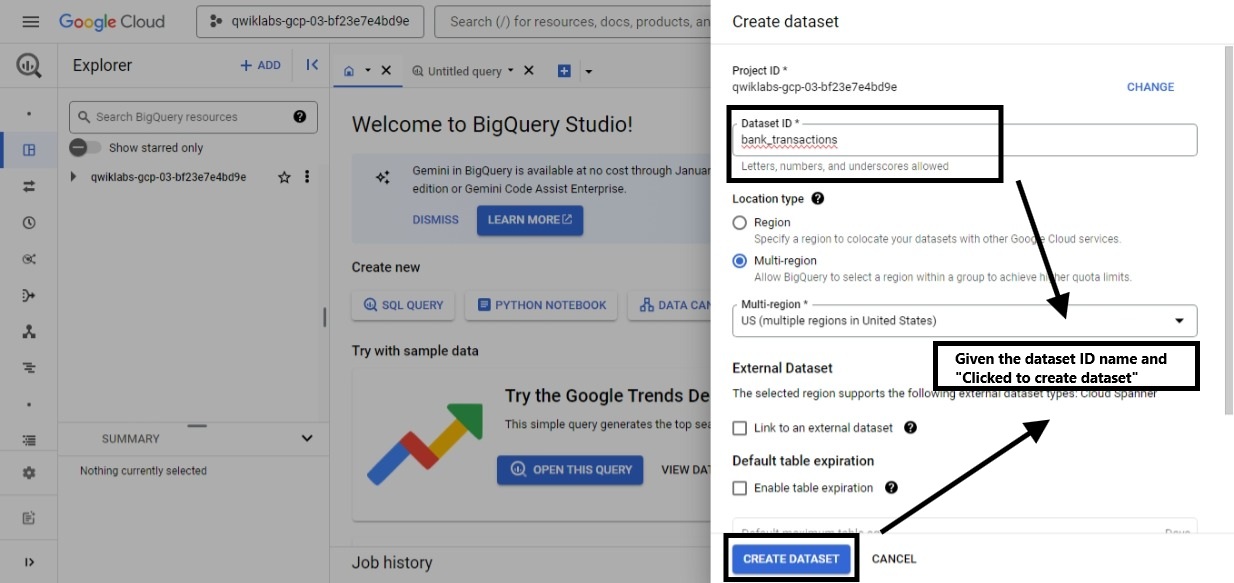 Google Cloud
qwiklabs-gcp-03-bf23e7e4bd9e
Search (/) for resources, docs, products, an
Explorer
+ ADD
Search BigQuery resources
Show starred only
qwiklabs-gcp-03-bf23e7e4bd9e
SUMMARY
Nothing currently selected
Untitled query
Welcome to BigQuery Studio!
Gemini in BigQuery is available at no cost through Januar
edition or Gemini Code Assist Enterprise.
DISMISS
LEARN MORE
Create new
SQL QUERY
PYTHON NOTEBOOK
DATA CAN
Try with sample data
Try the Google Trends De
This simple query generates the top sea
OPEN THIS QUERY
VIEW DAT
Job history
Create dataset
Project ID *
qwiklabs-gcp-03-bf23e7e4bd9e
CHANGE
Dataset ID *
bank_transactions
Letters, numbers, and underscores allowed
Location type
Region
Specify a region to colocate your datasets with other Google Cloud services.
Multi-region
Allow BigQuery to select a region within a group to achieve higher quota limits.
Multi-region *
US (multiple regions in United States)
Given the dataset ID name and
"Clicked to create dataset"
External Dataset
The selected region supports the following external dataset types: Cloud Spanner
Link to an external dataset
Default table expiration
Enable table expiration
Default maximum table
Days
CREATE DATASET
CANCEL